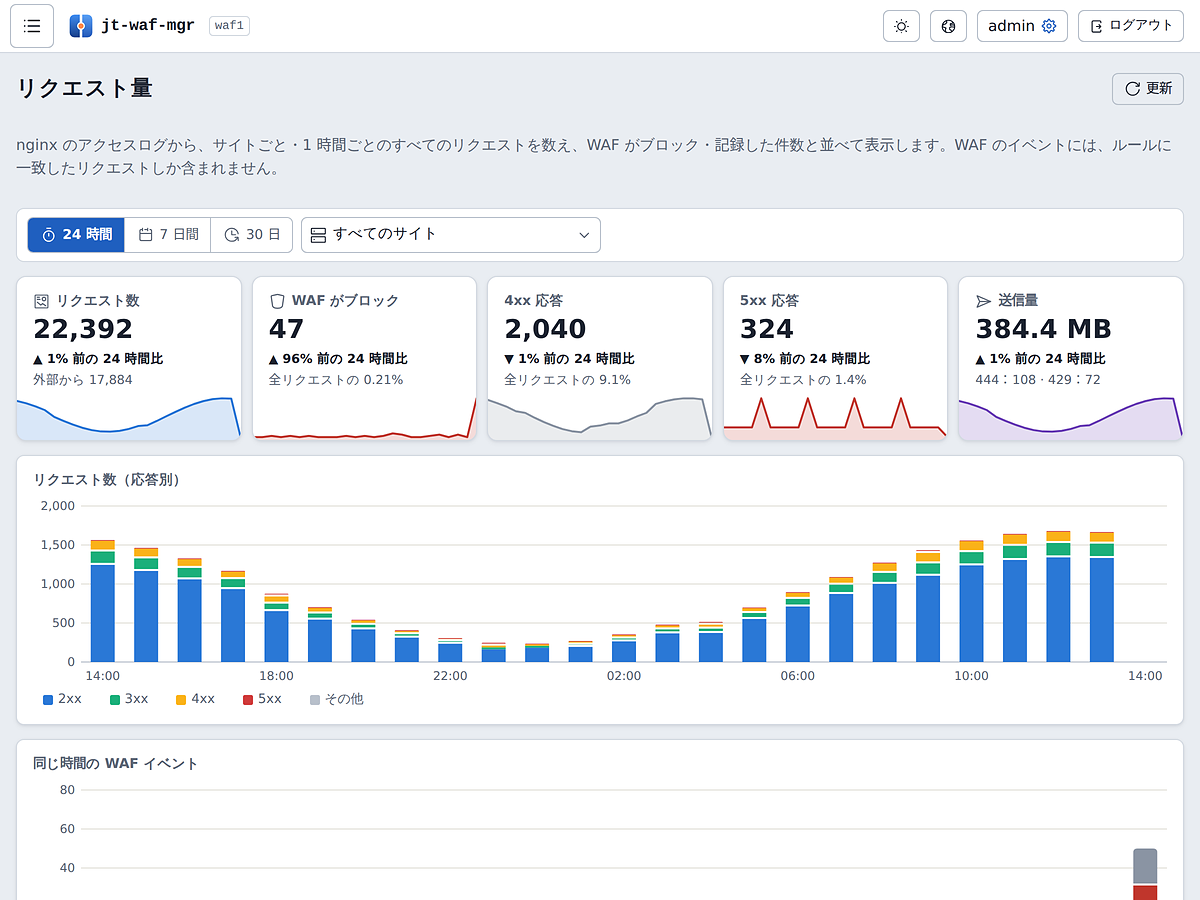 jt-waf-mgr waf1 admin ログアウト
リクエスト量 更新
nginx のアクセスログから、サイトごと・1 時間ごとのすべてのリクエストを数え、WAF がブロック・記録した件数と並べて表示します。WAF のイベントには、ルールに
一致したリクエストしか含まれません。
24 時間 7 日間 30 日 すべてのサイト
リクエスト数
22,392
▲ 1% 前の 24 時間比
外部から 17,884
WAF がブロック
47
▲ 96% 前の 24 時間比
全リクエストの 0.21%
4xx 応答
2,040
▼ 1% 前の 24 時間比
全リクエストの 9.1%
5xx 応答
324
▼ 8% 前の 24 時間比
全リクエストの 1.4%
送信量
384.4 MB
▲ 1% 前の 24 時間比
444：108 · 429：72
リクエスト数（応答別）
2,000
1,500
1,000
500
0
14:00 18:00 22:00 02:00 06:00 10:00 14:00
2xx 3xx 4xx 5xx その他
同じ時間の WAF イベント
80
60
40